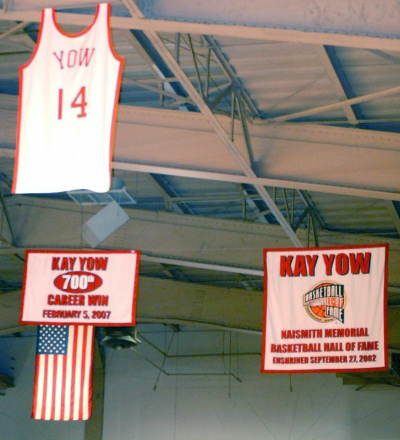 YOW
14
KAY YOW
700th
CAREER WIN
FEBRUARY 5, 2007
KAY YOW
BASKETBALL
HALL OF
FAME
NAISMITH MEMORIAL
BASKETBALL HALL OF FAME
ENSHRINED SEPTEMBER 27, 2002